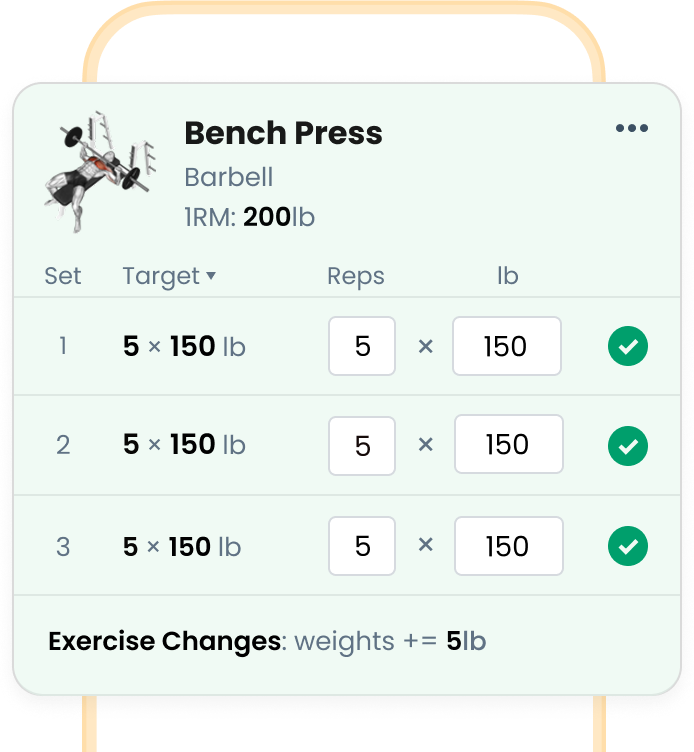 Bench Press
Barbell
1RM: 200lb
Set Target ▾ Reps lb
1 5 × 150 lb 5 × 150
2 5 × 150 lb 5 × 150
3 5 × 150 lb 5 × 150
Exercise Changes: weights += 5lb